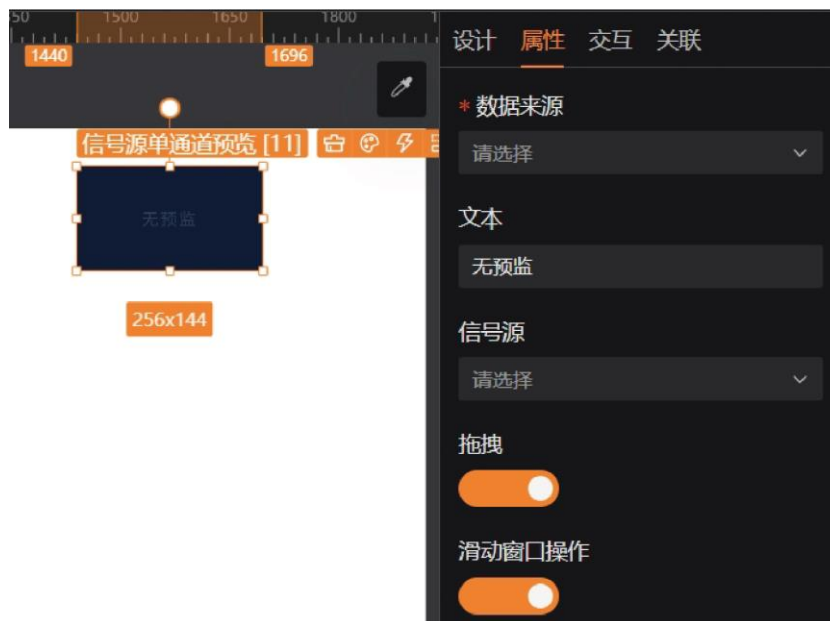 1500 1650 1800
1440 1696
信号源单通道预览 [11]
无预监
256x144
设计 属性 交互 关联
* 数据来源
请选择
文本
无预监
信号源
请选择
拖拽
滑动窗口操作